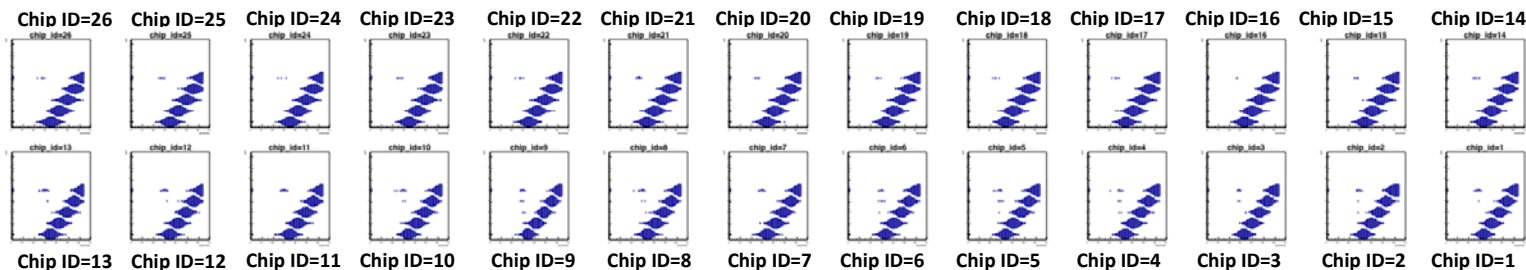 Chip ID=26 Chip ID=25 Chip ID=24 Chip ID=23 Chip ID=22 Chip ID=21 Chip ID=20 Chip ID=19 Chip ID=18 Chip ID=17 Chip ID=16 Chip ID=15 Chip ID=14
chip_id=26 chip_id=25 chip_id=24 chip_id=23 chip_id=22 chip_id=21 chip_id=20 chip_id=19 chip_id=18 chip_id=17 chip_id=16 chip_id=15 chip_id=14
chip_id=13 chip_id=12 chip_id=11 chip_id=10 chip_id=9 chip_id=8 chip_id=7 chip_id=6 chip_id=5 chip_id=4 chip_id=3 chip_id=2 chip_id=1
Chip ID=13 Chip ID=12 Chip ID=11 Chip ID=10 Chip ID=9 Chip ID=8 Chip ID=7 Chip ID=6 Chip ID=5 Chip ID=4 Chip ID=3 Chip ID=2 Chip ID=1